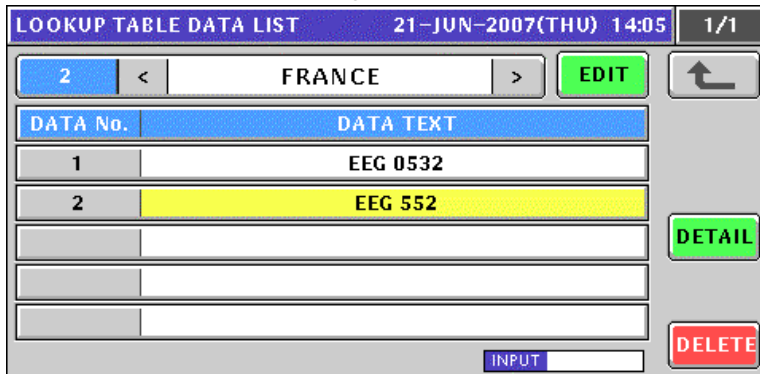 LOOKUP TABLE DATA LIST 21-JUN-2007(THU) 14:05 1/1
2 < FRANCE > EDIT
DATA No. DATA TEXT
1 EEG 0532
2 EEG 552
DETAIL
DELETE
INPUT